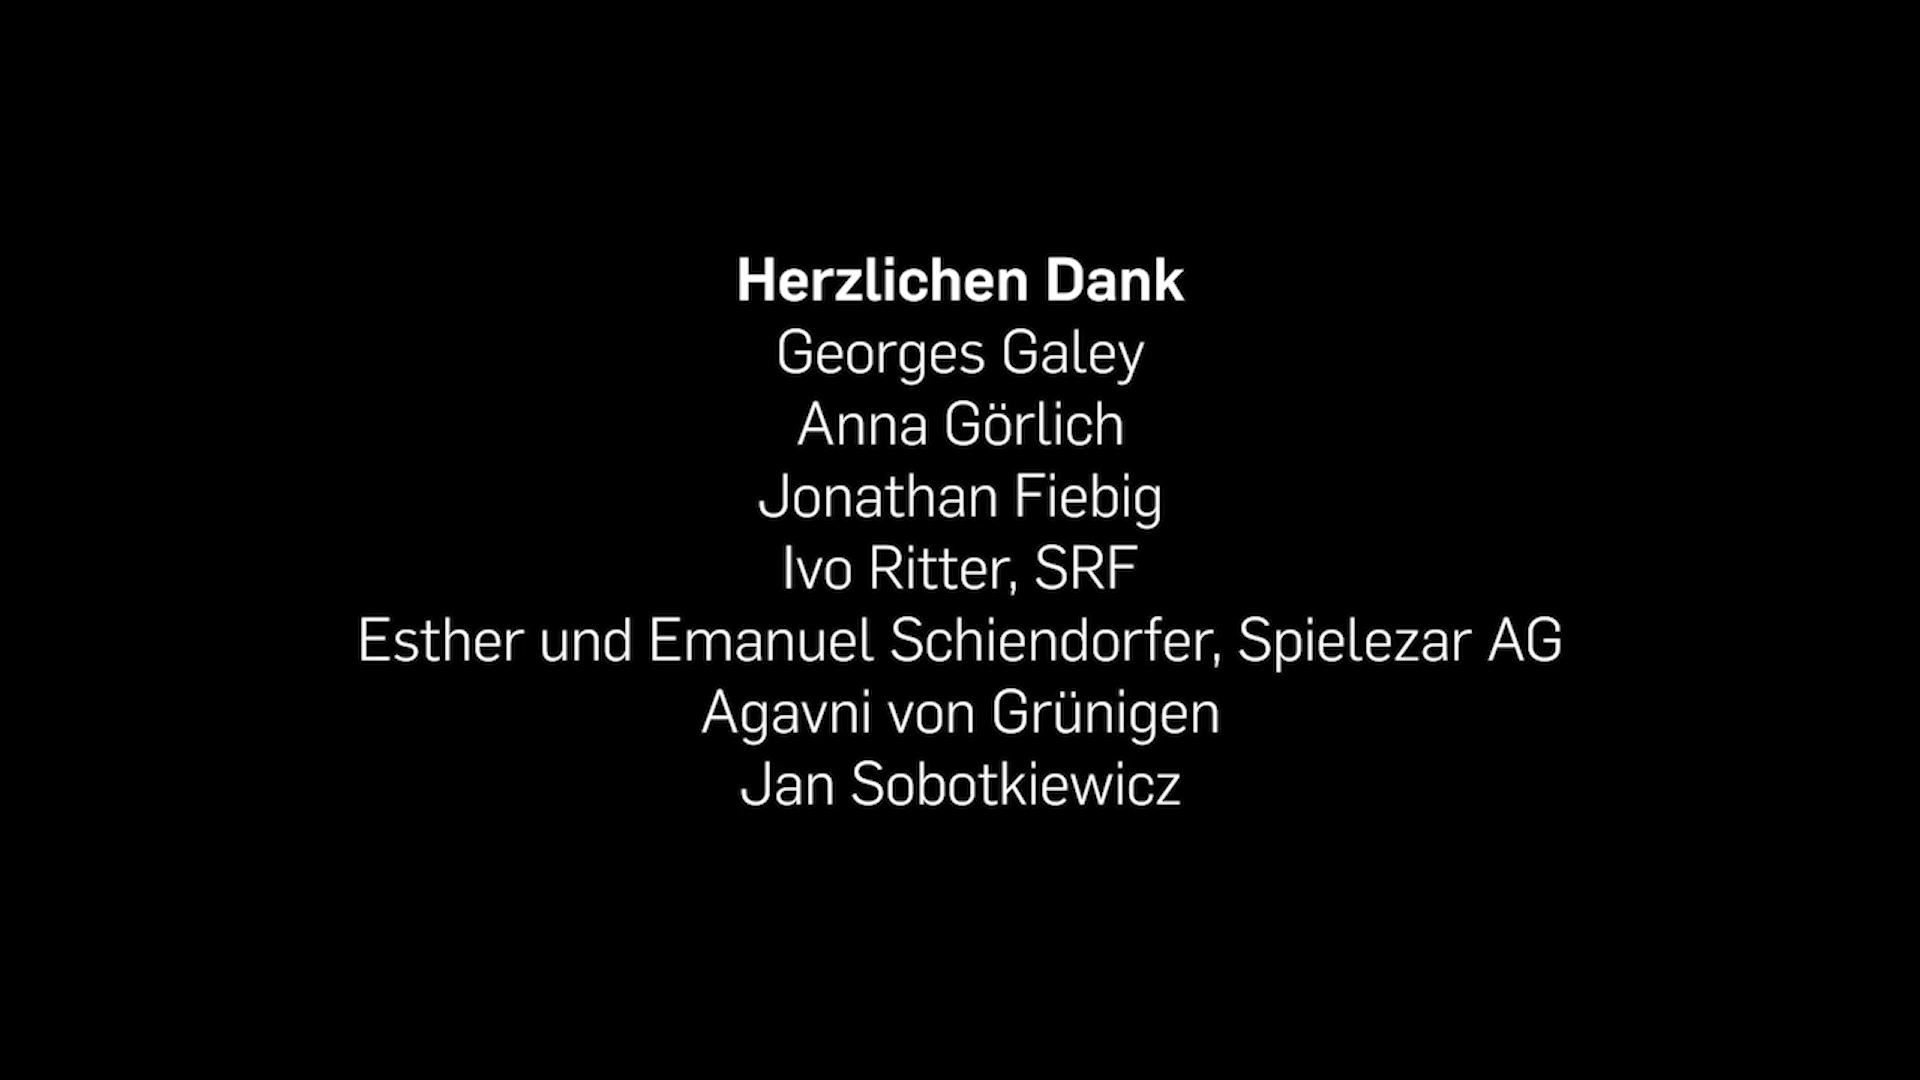 Herzlichen Dank
Georges Galey
Anna Görlich
Jonathan Fiebig
Ivo Ritter, SRF
Esther und Emanuel Schiendorfer, Spielezar AG
Agavni von Grünigen
Jan Sobotkiewicz